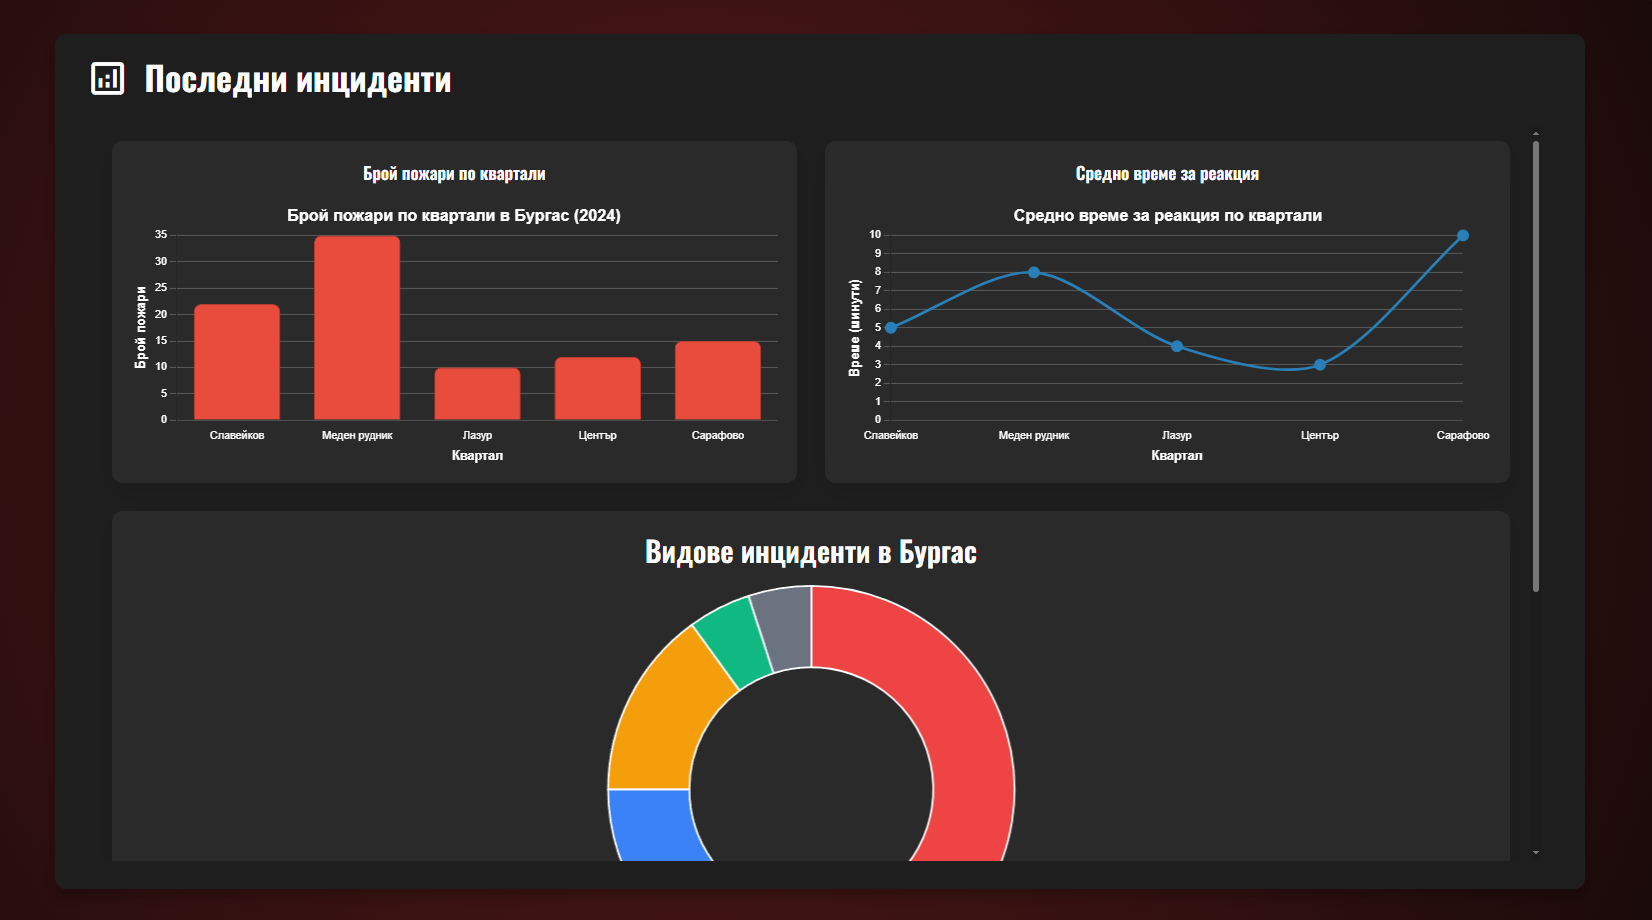 Последни инциденти
Брой пожари по квартали
Брой пожари по квартали в Бургас (2024)
35
30
25
20
15
10
5
0
Брой пожари
Славейков
Меден рудник
Лазур
Център
Сарафово
Квартал
Средно време за реакция
Средно време за реакция по квартали
10
9
8
7
6
5
4
3
2
1
0
Време (минути)
Славейков
Меден рудник
Лазур
Център
Сарафово
Квартал
Видове инциденти в Бургас